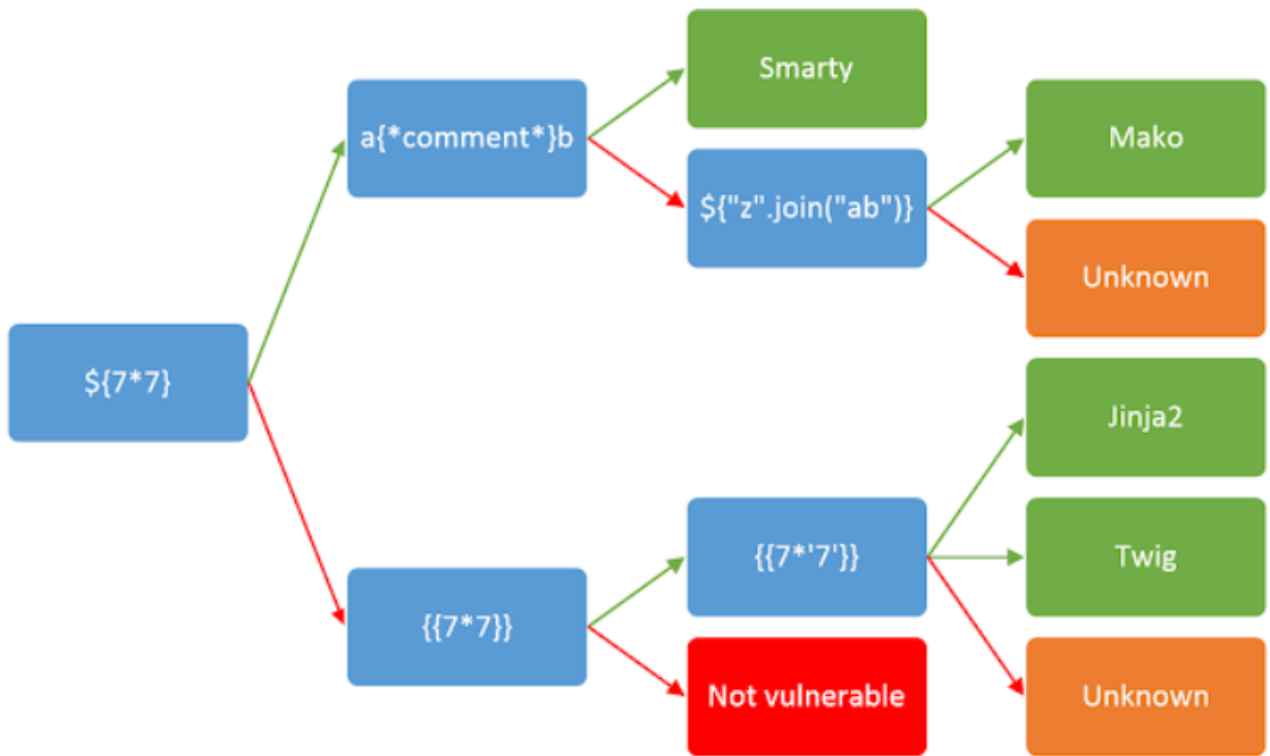 Smarty
a{*comment*}b
Mako
${"z".join("ab")}
Unknown
${7*7}
Jinja2
{{7*'7'}}
Twig
{{7*7}}
Not vulnerable
Unknown